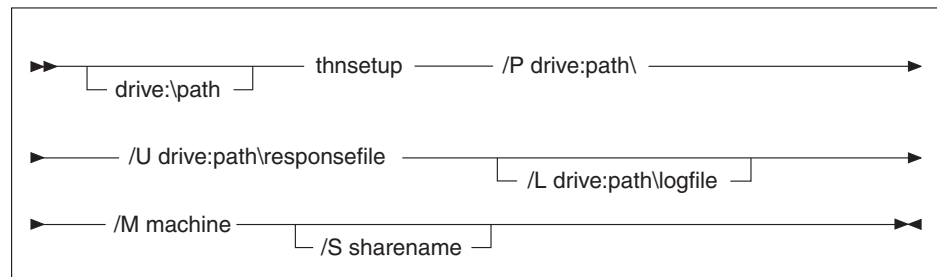 thnsetup /P drive:path\
drive:\path
/U drive:path\responsefile
/L drive:path\logfile
/M machine
/S sharename